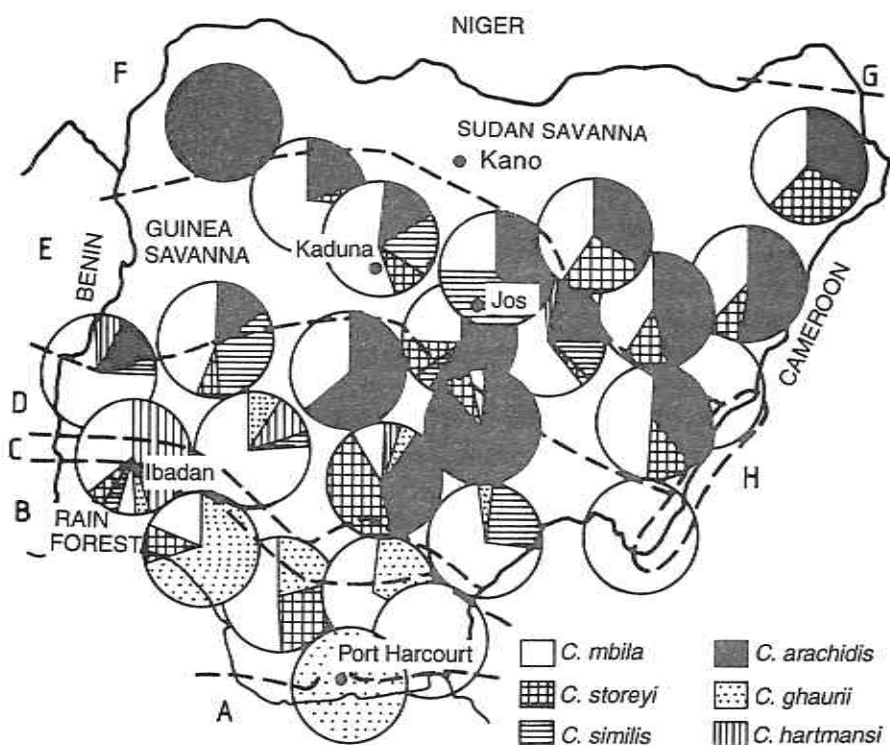 NIGER
F
G
SUDAN SAVANNA
Kano
E
GUINEA
SAVANNA
BENIN
Kaduna
Jos
CAMEROON
D
C
Ibadan
H
B
RAIN
FOREST
Port Harcourt
A
C. mbila
C. arachidis
C. storeyi
C. ghaurii
C. similis
C. hartmansi